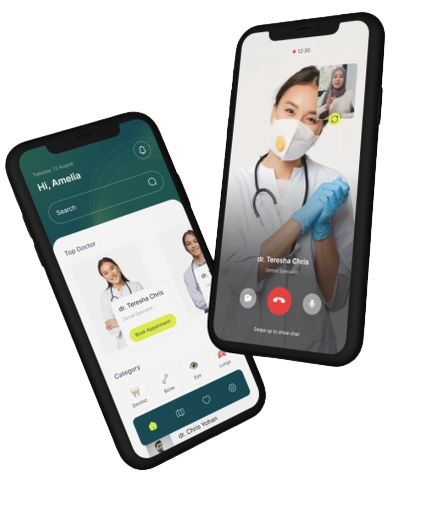 Tuesday, 12 August
Hi, Amelia
Search
Top Doctor
dr. Teresha Chris
Dental Specialist
Book Appointment
dr.
Category
Dentist
Bone
Eye
Lungs
dr. Chris Yohan
12:30
dr. Teresha Chris
Dental Specialist
Swipe up to show chat